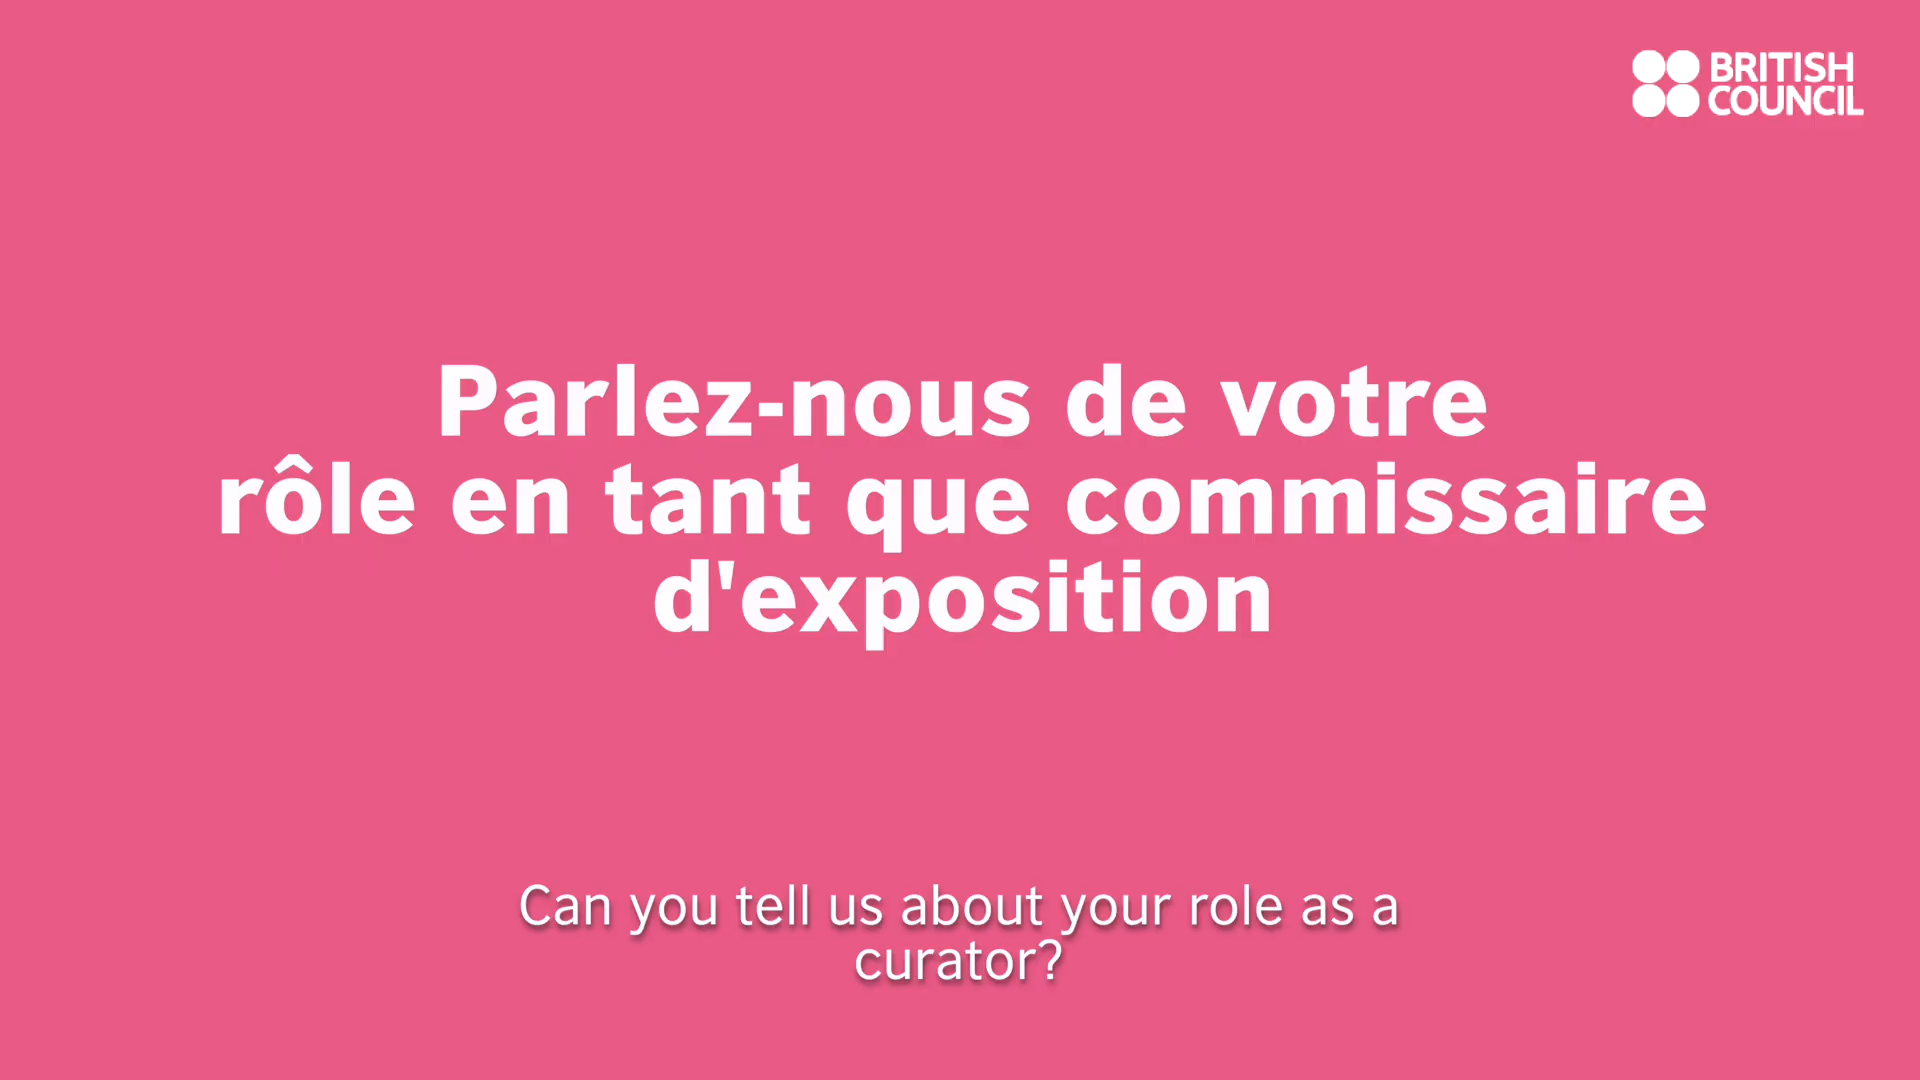 BRITISH
COUNCIL
Parlez-nous de votre
rôle en tant que commissaire
d'exposition
Can you tell us about your role as a
curator?